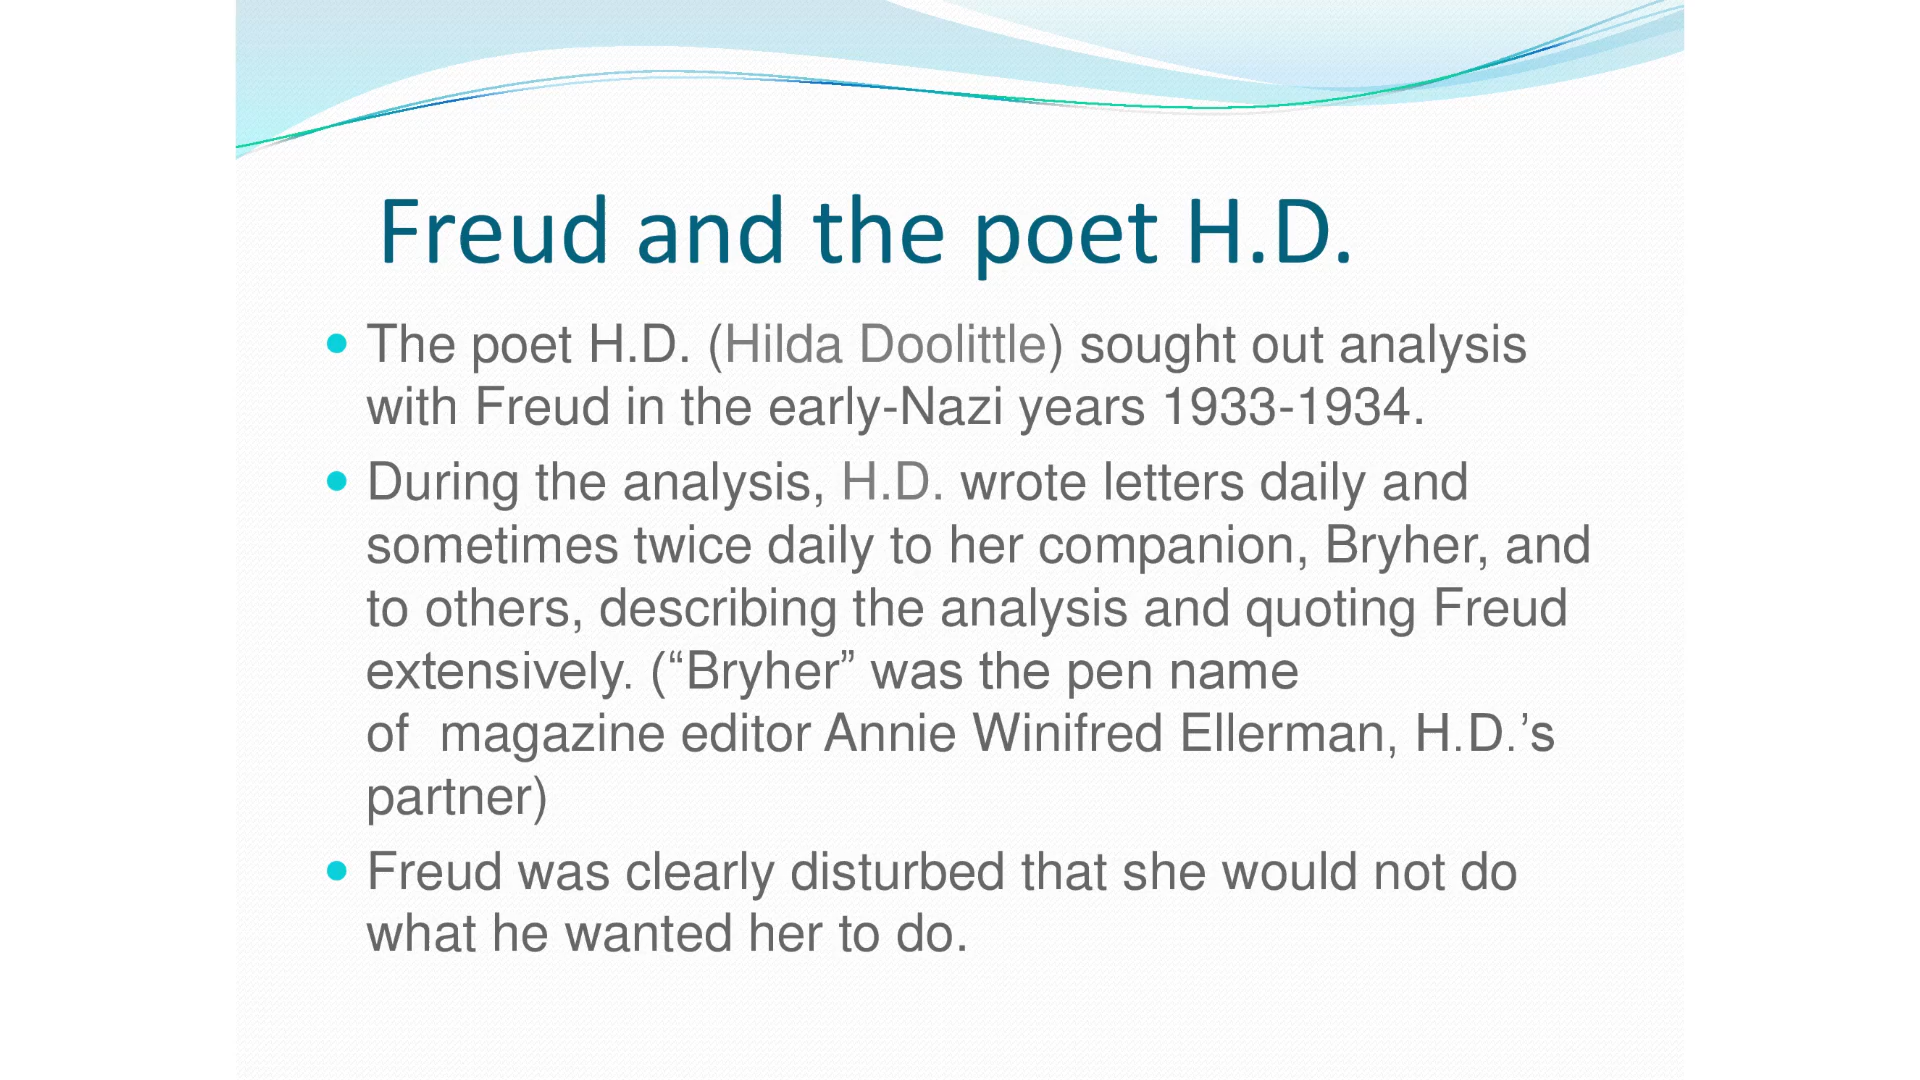 Freud and the poet H.D.
• The poet H.D. (Hilda Doolittle) sought out analysis
with Freud in the early-Nazi years 1933-1934.
• During the analysis, H.D. wrote letters daily and
sometimes twice daily to her companion, Bryher, and
to others, describing the analysis and quoting Freud
extensively. (“Bryher” was the pen name
of  magazine editor Annie Winifred Ellerman, H.D.’s
partner)
• Freud was clearly disturbed that she would not do
what he wanted her to do.